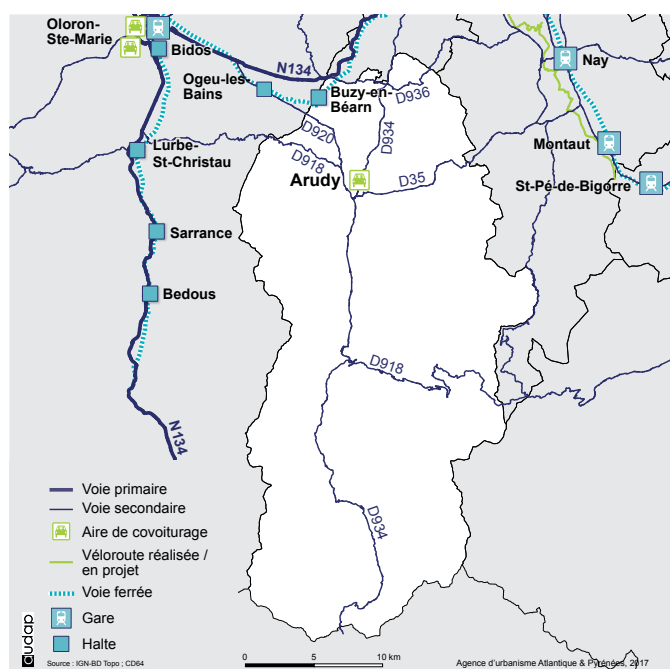 Oloron-
Ste-Marie
Bidos
N134
Nay
Ogeu-les
Bains
Buzy-en-
Béarn
D936
D920
D934
Lurbe-
St-Christau
D918
Montaut
Arudy
D35
St-Pé-de-Bigorre
Sarrance
Bedous
D918
N134
D934
Voie primaire
Voie secondaire
Aire de covoiturage
Véloroute réalisée /
en projet
Voie ferrée
Gare
Halte
audap
Source : IGN-BD Topo ; CD64
0 5 10 km
Agence d'urbanisme Atlantique & Pyrénées, 2017